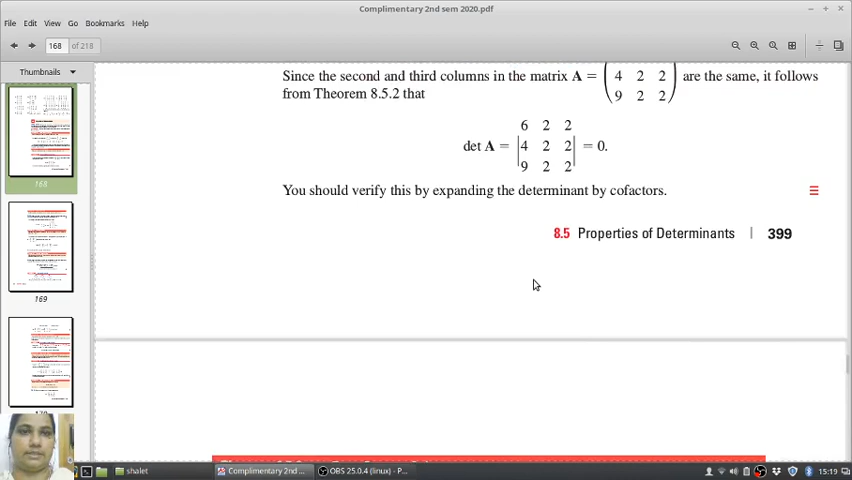 Complimentary 2nd sem 2020.pdf
File Edit View Go Bookmarks Help
168 of 218
Thumbnails
168
169
Since the second and third columns in the matrix A = ( 4 2 2 ) are the same, it follows
9 2 2
from Theorem 8.5.2 that
6 2 2
det A = |4 2 2| = 0.
9 2 2
You should verify this by expanding the determinant by cofactors.
8.5 Properties of Determinants | 399
shalet
Complimentary 2nd ...
OBS 25.0.4 (linux) - P...
15:19